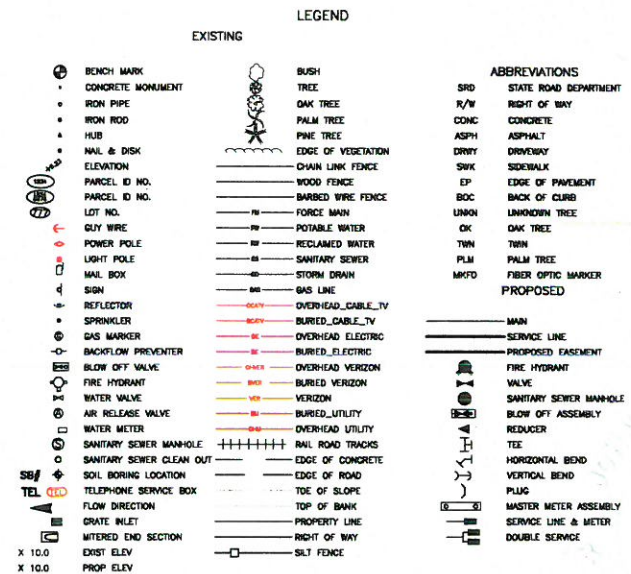 LEGEND
EXISTING
BENCH MARK
CONCRETE MONUMENT
IRON PIPE
IRON ROD
HUB
NAIL & DISK
ELEVATION
PARCEL ID NO.
PARCEL ID NO.
LOT NO.
GUY WIRE
POWER POLE
LIGHT POLE
MAIL BOX
SIGN
REFLECTOR
SPRINKLER
GAS MARKER
BACKFLOW PREVENTER
BLOW OFF VALVE
FIRE HYDRANT
WATER VALVE
AIR RELEASE VALVE
WATER METER
SANITARY SEWER MANHOLE
SANITARY SEWER CLEAN OUT
SB# SOIL BORING LOCATION
TEL TELEPHONE SERVICE BOX
FLOW DIRECTION
GRATE INLET
MITERED END SECTION
X 10.0 EXIST ELEV
X 10.0 PROP ELEV
BUSH
TREE
OAK TREE
PALM TREE
PINE TREE
EDGE OF VEGETATION
CHAIN LINK FENCE
WOOD FENCE
BARBED WIRE FENCE
FM FORCE MAIN
POTABLE WATER
RECLAIMED WATER
SANITARY SEWER
STORM DRAIN
GAS GAS LINE
OCATV OVERHEAD_CABLE_TV
BCATV BURIED_CABLE_TV
OVERHEAD ELECTRIC
BE BURIED_ELECTRIC
OVERHEAD VERIZON
BVER BURIED VERIZON
VER VERIZON
BU BURIED_UTILITY
OHU OVERHEAD UTILITY
RAIL ROAD TRACKS
EDGE OF CONCRETE
EDGE OF ROAD
TOE OF SLOPE
TOP OF BANK
PROPERTY LINE
RIGHT OF WAY
SILT FENCE
ABBREVIATIONS
SRD STATE ROAD DEPARTMENT
R/W RIGHT OF WAY
CONC CONCRETE
ASPH ASPHALT
DRWY DRIVEWAY
SWK SIDEWALK
EP EDGE OF PAVEMENT
BOC BACK OF CURB
UNKN UNKNOWN TREE
OK OAK TREE
TWN TWIN
PLM PALM TREE
MKFO FIBER OPTIC MARKER
PROPOSED
MAIN
SERVICE LINE
PROPOSED EASEMENT
FIRE HYDRANT
VALVE
SANITARY SEWER MANHOLE
BLOW OFF ASSEMBLY
REDUCER
TEE
HORIZONTAL BEND
VERTICAL BEND
PLUG
MASTER METER ASSEMBLY
SERVICE LINE & METER
DOUBLE SERVICE